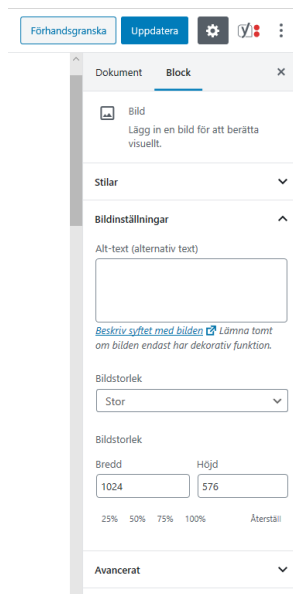 Förhandsgranska Uppdatera
Dokument Block
Bild
Lägg in en bild för att berätta
visuellt.
Stilar
Bildinställningar
Alt-text (alternativ text)
Beskriv syftet med bilden Lämna tomt
om bilden endast har dekorativ funktion.
Bildstorlek
Stor
Bildstorlek
Bredd Höjd
1024 576
25% 50% 75% 100% Återställ
Avancerat